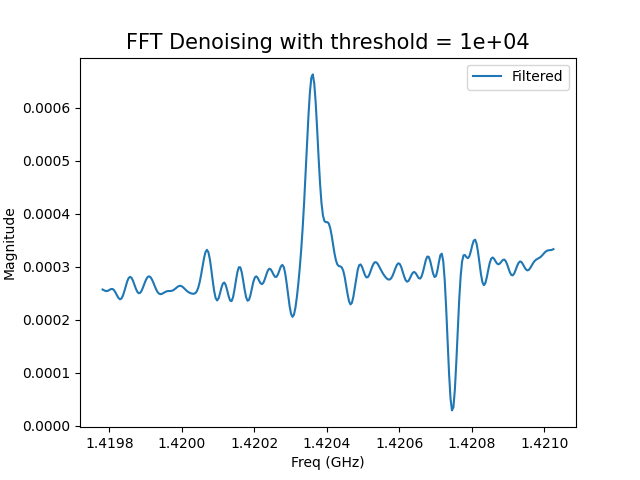 FFT Denoising with threshold = 1e+04
Filtered
0.0006
0.0005
0.0004
0.0003
0.0002
0.0001
0.0000
Magnitude
1.4198 1.4200 1.4202 1.4204 1.4206 1.4208 1.4210
Freq (GHz)